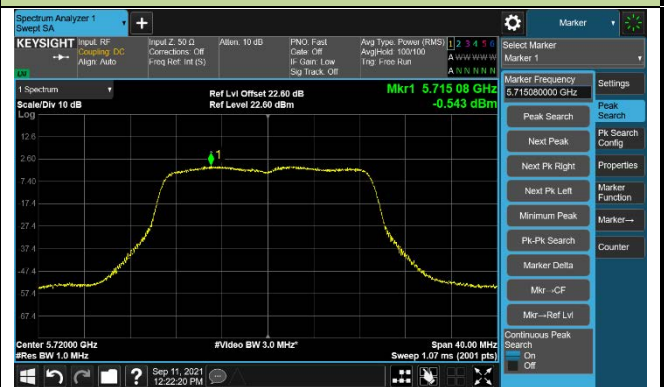 Spectrum Analyzer 1
Swept SA
+
Marker
KEYSIGHT
Input: RF
Coupling: DC
Align: Auto
Input Z: 50 Ω
Corrections: Off
Freq Ref: Int (S)
Atten: 10 dB
PNO: Fast
Gate: Off
IF Gain: Low
Sig Track: Off
Avg Type: Power (RMS)
Avg|Hold: 100/100
Trig: Free Run
1 2 3 4 5 6
A W W W W W
A N N N N N
Select Marker
Marker 1
1 Spectrum
Scale/Div 10 dB
Log
Ref Lvl Offset 22.60 dB
Ref Level 22.60 dBm
Mkr1 5.715 08 GHz
-0.543 dBm
12.6
2.60
-7.40
-17.4
-27.4
-37.4
-47.4
-57.4
-67.4
1
Center 5.72000 GHz
#Res BW 1.0 MHz
#Video BW 3.0 MHz*
Span 40.00 MHz
Sweep 1.07 ms (2001 pts)
Marker Frequency
5.715080000 GHz
Peak Search
Next Peak
Next Pk Right
Next Pk Left
Minimum Peak
Pk-Pk Search
Marker Delta
Mkr→CF
Mkr→Ref Lvl
Continuous Peak
Search
On
Off
Settings
Peak
Search
Pk Search
Config
Properties
Marker
Function
Marker→
Counter
?
Sep 11, 2021
12:22:20 PM